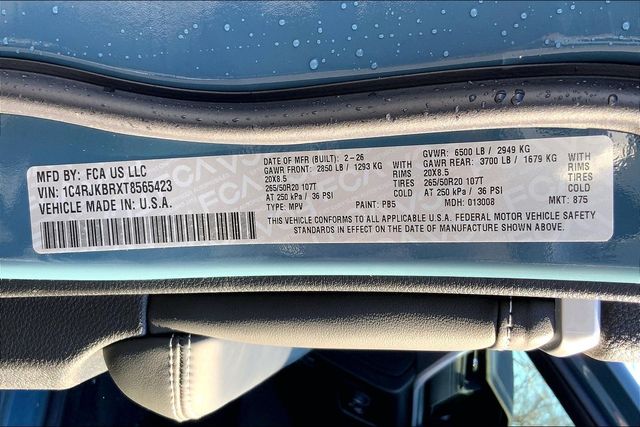 MFD BY: FCA US LLC
VIN: 1C4RJKBRXT8565423
VEHICLE MADE IN: U.S.A.
DATE OF MFR (BUILT): 2-26
GVWR: 6500 LB / 2949 KG
GAWR FRONT: 2850 LB / 1293 KG WITH
GAWR REAR: 3700 LB / 1679 KG WITH
20X8.5 RIMS
20X8.5 RIMS
265/50R20 107T TIRES
265/50R20 107T TIRES
AT 250 kPa / 36 PSI
AT 250 kPa / 36 PSI
TYPE: MPV PAINT: PB5 MDH: 013008 MKT: 875
THIS VEHICLE CONFORMS TO ALL APPLICABLE U.S.A. FEDERAL MOTOR VEHICLE SAFETY
STANDARDS IN EFFECT ON THE DATE OF MANUFACTURE SHOWN ABOVE.